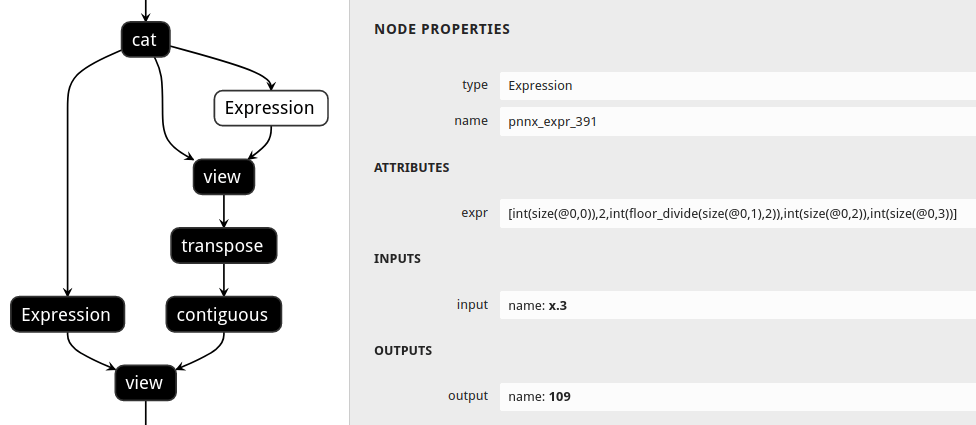 cat
Expression
view
transpose
Expression
contiguous
view
NODE PROPERTIES
type Expression
name pnnx_expr_391
ATTRIBUTES
expr [int(size(@0,0)),2,int(floor_divide(size(@0,1),2)),int(size(@0,2)),int(size(@0,3))]
INPUTS
input name: x.3
OUTPUTS
output name: 109